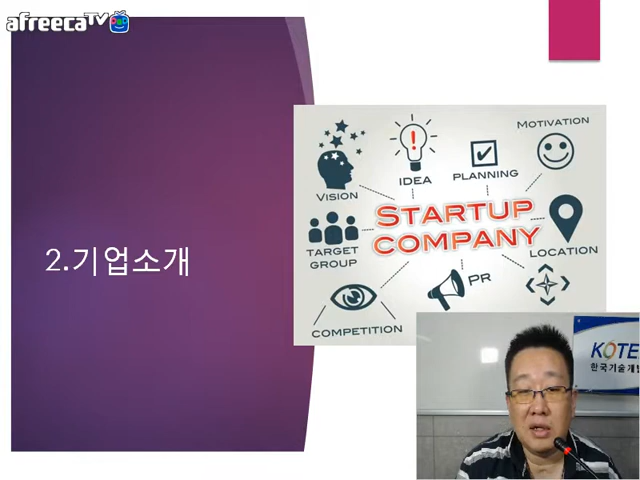 afreecaTV
2.기업소개
MOTIVATION
VISION
IDEA
PLANNING
STARTUP
COMPANY
TARGET
GROUP
LOCATION
PR
COMPETITION
KOTE
한국기술개